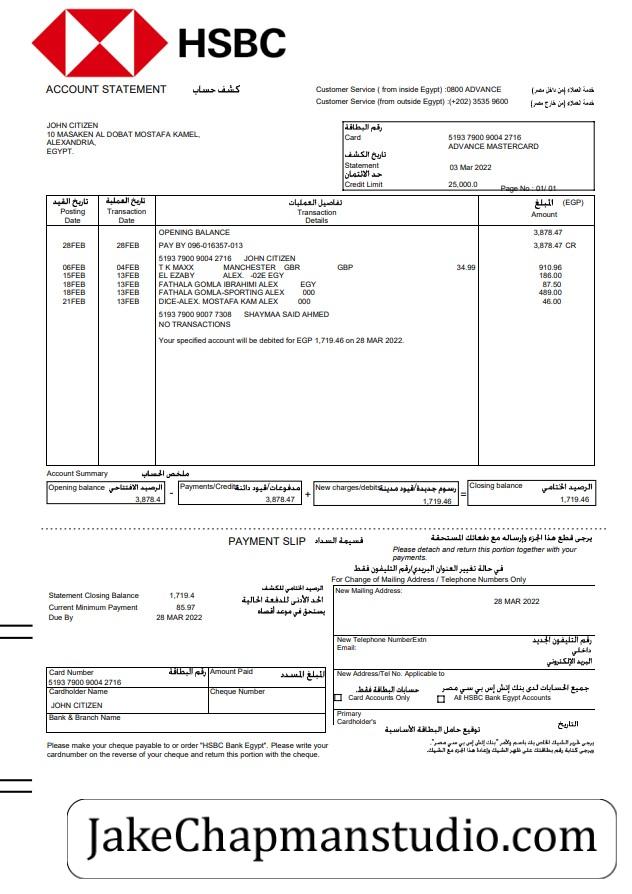 HSBC
ACCOUNT STATEMENT كشف حساب
Customer Service ( from inside Egypt) :0800 ADVANCE خدمة العملاء (من داخل مصر)
Customer Service (from outside Egypt) :(+202) 3535 9600 خدمة العملاء (من خارج مصر)
JOHN CITIZEN
10 MASAKEN AL DOBAT MOSTAFA KAMEL,
ALEXANDRIA,
EGYPT.
رقم البطاقة
Card 5193 7900 9004 2716
ADVANCE MASTERCARD
تاريخ الكشف
Statement 03 Mar 2022
حد الائتمان
Credit Limit 25,000.0
Page No : 01/ 01
تاريخ القيد تاريخ العملية تفاصيل العمليات المبلغ (EGP)
Posting Transaction Transaction Amount
Date Date Details
OPENING BALANCE 3,878.47
28FEB 28FEB PAY BY 096-016357-013 3,878.47 CR
5193 7900 9004 2716 JOHN CITIZEN
06FEB 04FEB T K MAXX MANCHESTER GBR GBP 34.99 910.96
15FEB 13FEB EL EZABY ALEX. -02E EGY 186.00
18FEB 13FEB FATHALA GOMLA IBRAHIMI ALEX EGY 87.50
18FEB 13FEB FATHALA GOMLA-SPORTING ALEX 000 489.00
21FEB 13FEB DICE-ALEX. MOSTAFA KAM ALEX 000 46.00
5193 7900 9007 7308 SHAYMAA SAID AHMED
NO TRANSACTIONS
Your specified account will be debited for EGP 1,719.46 on 28 MAR 2022.
Account Summary ملخص الحساب
Opening balance الرصيد الافتتاحي Payments/Credits مدفوعات/قيود دائنة New charges/debits رسوم جديدة/قيود مدينة Closing balance الرصيد الختامي
3,878.4 - 3,878.47 + 1,719.46 = 1,719.46
PAYMENT SLIP قسيمة السداد
يرجى قطع هذا الجزء وإرساله مع دفعاتك المستحقة
Please detach and return this portion together with your
payments.
في حالة تغيير العنوان البريدي/رقم التليفون فقط
For Change of Mailing Address / Telephone Numbers Only
Statement Closing Balance 1,719.4 الرصيد الختامي للكشف
Current Minimum Payment 85.97 الحد الأدنى للدفعة الحالية
Due By 28 MAR 2022 يستحق في موعد أقصاه
New Mailing Address:
28 MAR 2022
New Telephone NumberExtn رقم التليفون الجديد
داخلي
Email: البريد الإلكتروني
New Address/Tel No. Applicable to
حسابات البطاقة فقط. جميع الحسابات لدى بنك إتش إس بي سي مصر
Card Accounts Only All HSBC Bank Egypt Accounts
Primary
Cardholder's توقيع حامل البطاقة الأساسية التاريخ
Card Number رقم البطاقة Amount Paid المبلغ المسدد
5193 7900 9004 2716
Cardholder Name Cheque Number
JOHN CITIZEN
Bank & Branch Name
Please make your cheque payable to or order "HSBC Bank Egypt". Please write your
cardnumber on the reverse of your cheque and return this portion with the cheque.
يرجى تحرير الشيك الخاص بك باسم ولأمر "بنك إتش إس بي سي مصر".
يرجى كتابة رقم بطاقتك على ظهر الشيك وإعادة هذا الجزء مع الشيك.
JakeChapmanstudio.com